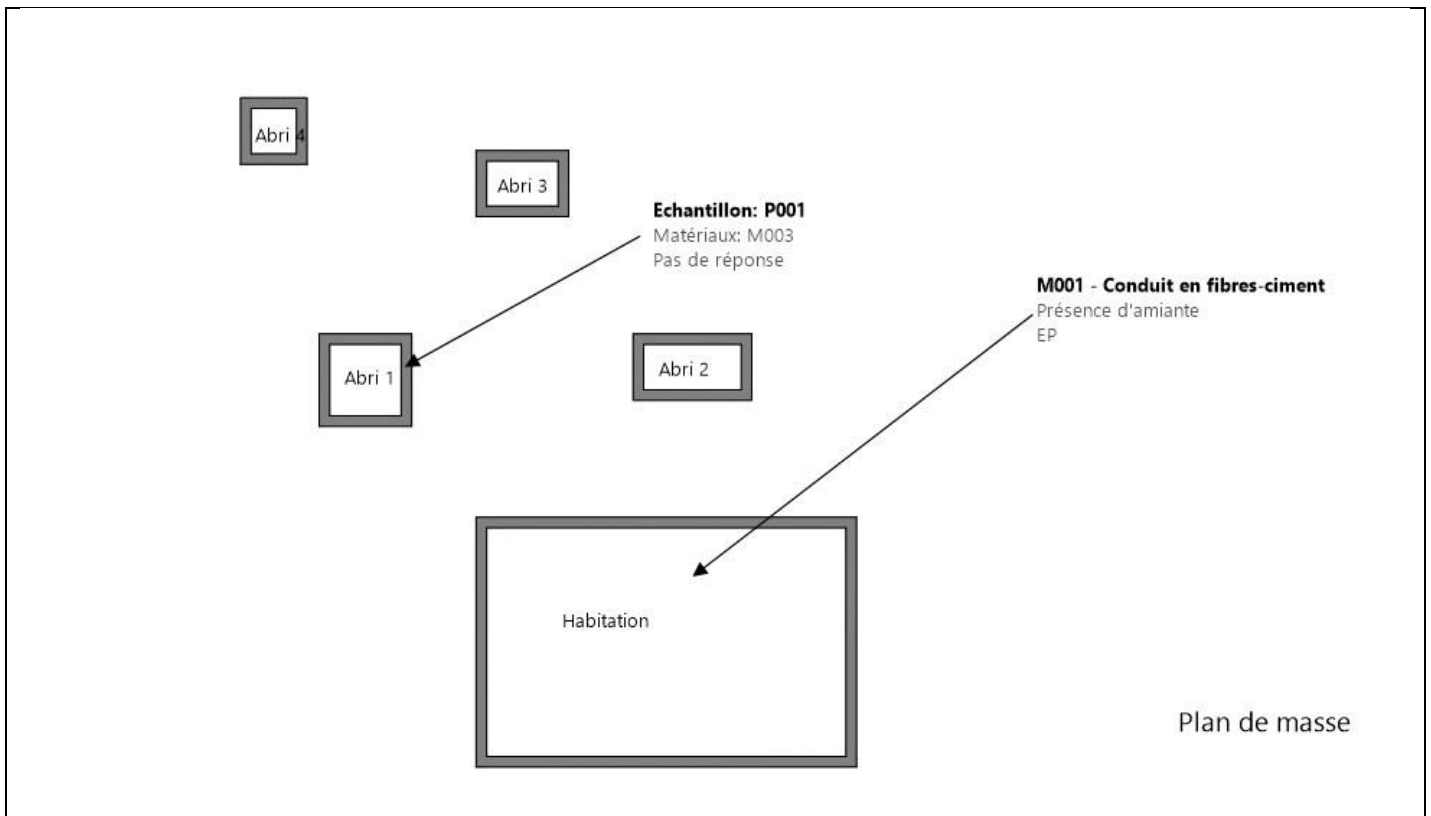 Abri 4
Abri 3
Echantillon: P001
Matériaux: M003
Pas de réponse
M001 - Conduit en fibres-ciment
Présence d'amiante
EP
Abri 1
Abri 2
Habitation
Plan de masse